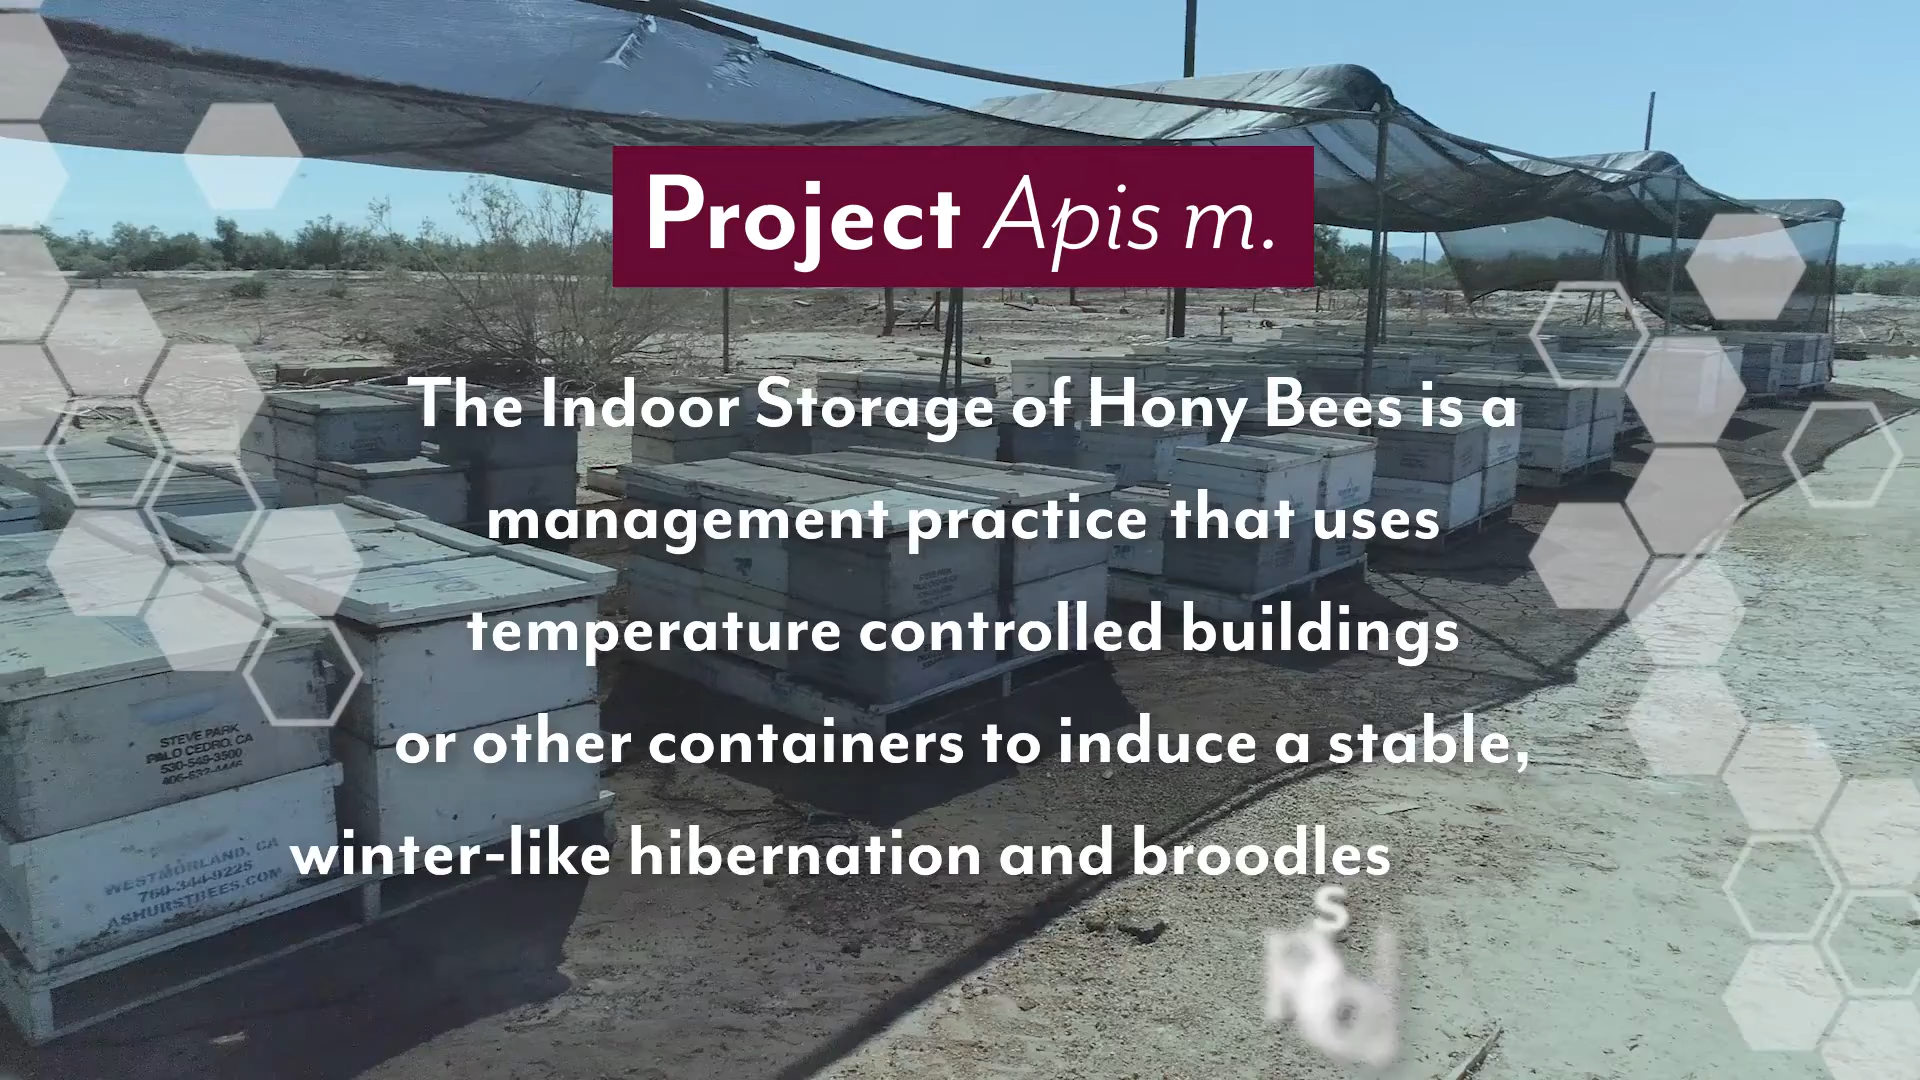 Project Apis m.
The Indoor Storage of Hony Bees is a
management practice that uses
temperature controlled buildings
or other containers to induce a stable,
winter-like hibernation and broodles
s
STEVE PARK
PALO CEDRO, CA
530-549-3500
WESTMORLAND, CA
760-344-9225
ASHURSTBEES.COM